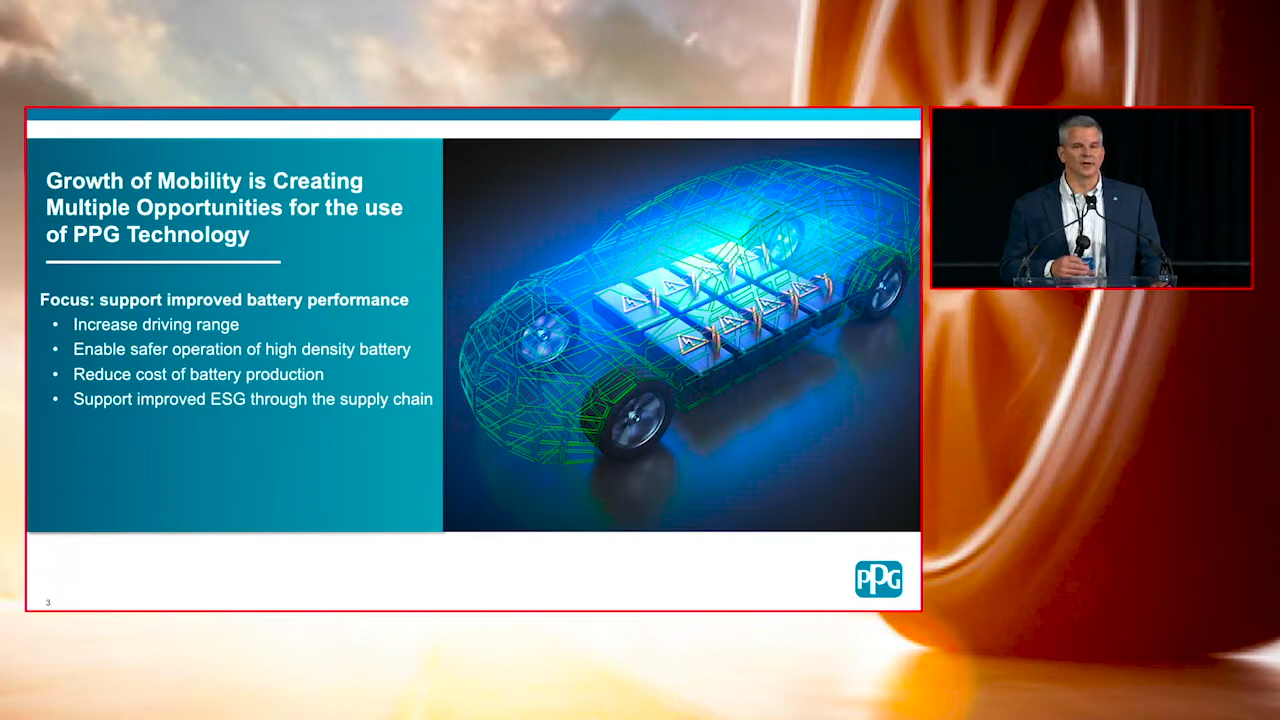 Growth of Mobility is Creating
Multiple Opportunities for the use
of PPG Technology
Focus: support improved battery performance
• Increase driving range
• Enable safer operation of high density battery
• Reduce cost of battery production
• Support improved ESG through the supply chain
3
PPG